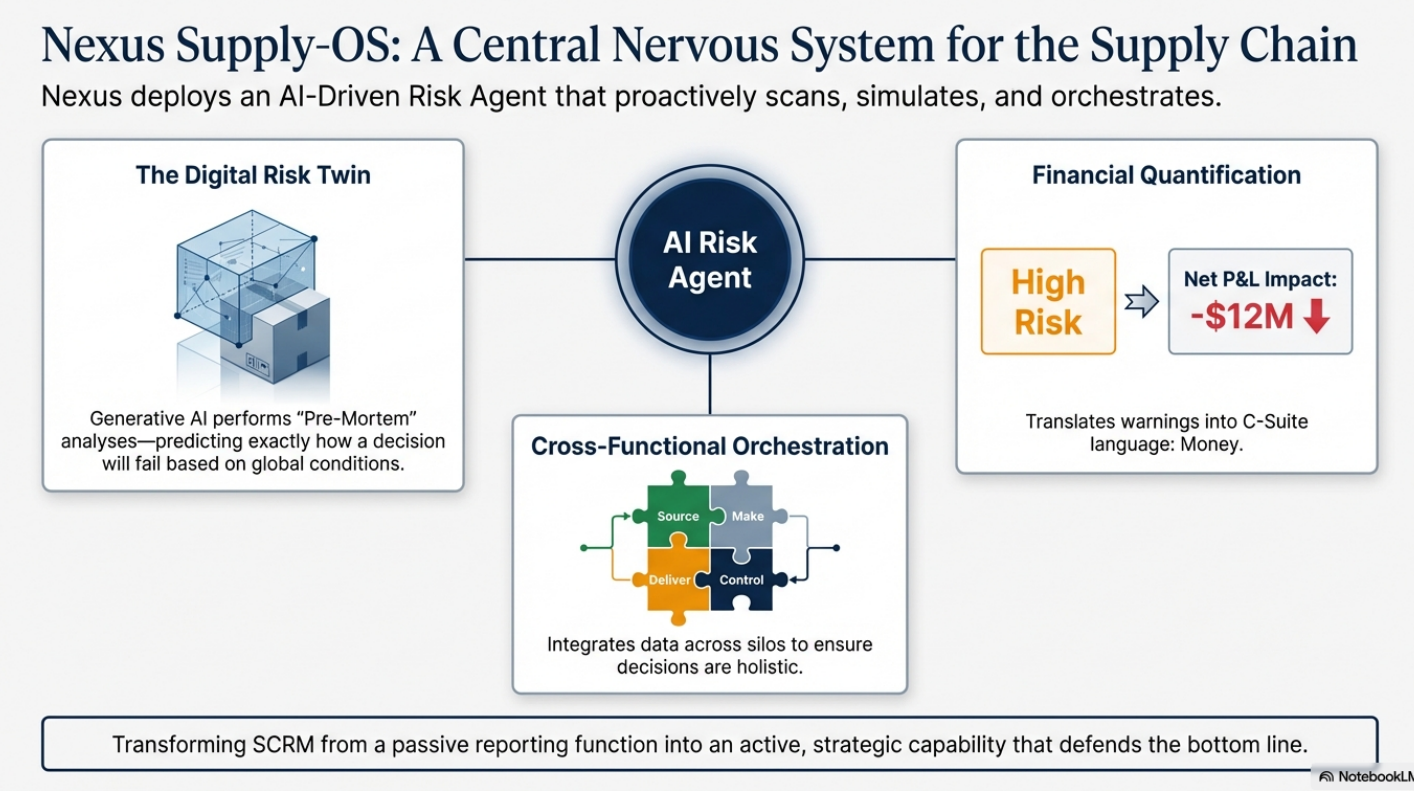 Nexus Supply-OS: A Central Nervous System for the Supply Chain
Nexus deploys an AI-Driven Risk Agent that proactively scans, simulates, and orchestrates.
The Digital Risk Twin
Generative AI performs “Pre-Mortem”
analyses—predicting exactly how a decision
will fail based on global conditions.
AI Risk
Agent
Financial Quantification
High
Risk
Net P&L Impact:
-$12M
Translates warnings into C-Suite
language: Money.
Cross-Functional Orchestration
Source
Make
Deliver
Control
Integrates data across silos to ensure
decisions are holistic.
Transforming SCRM from a passive reporting function into an active, strategic capability that defends the bottom line.
NotebookLM